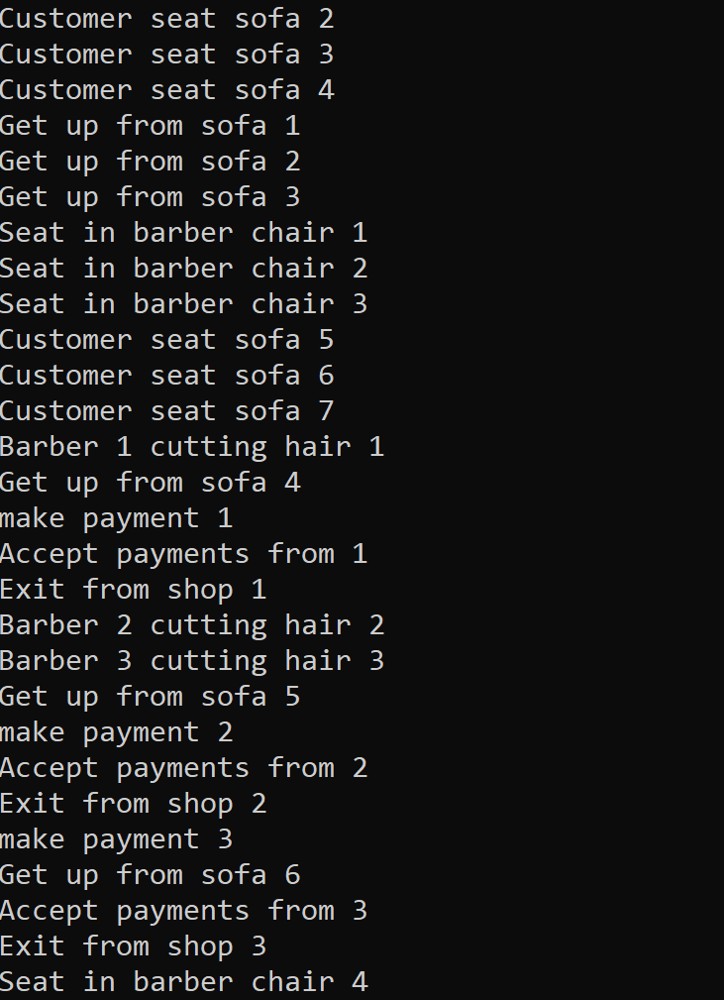 Customer seat sofa 2
Customer seat sofa 3
Customer seat sofa 4
Get up from sofa 1
Get up from sofa 2
Get up from sofa 3
Seat in barber chair 1
Seat in barber chair 2
Seat in barber chair 3
Customer seat sofa 5
Customer seat sofa 6
Customer seat sofa 7
Barber 1 cutting hair 1
Get up from sofa 4
make payment 1
Accept payments from 1
Exit from shop 1
Barber 2 cutting hair 2
Barber 3 cutting hair 3
Get up from sofa 5
make payment 2
Accept payments from 2
Exit from shop 2
make payment 3
Get up from sofa 6
Accept payments from 3
Exit from shop 3
Seat in barber chair 4